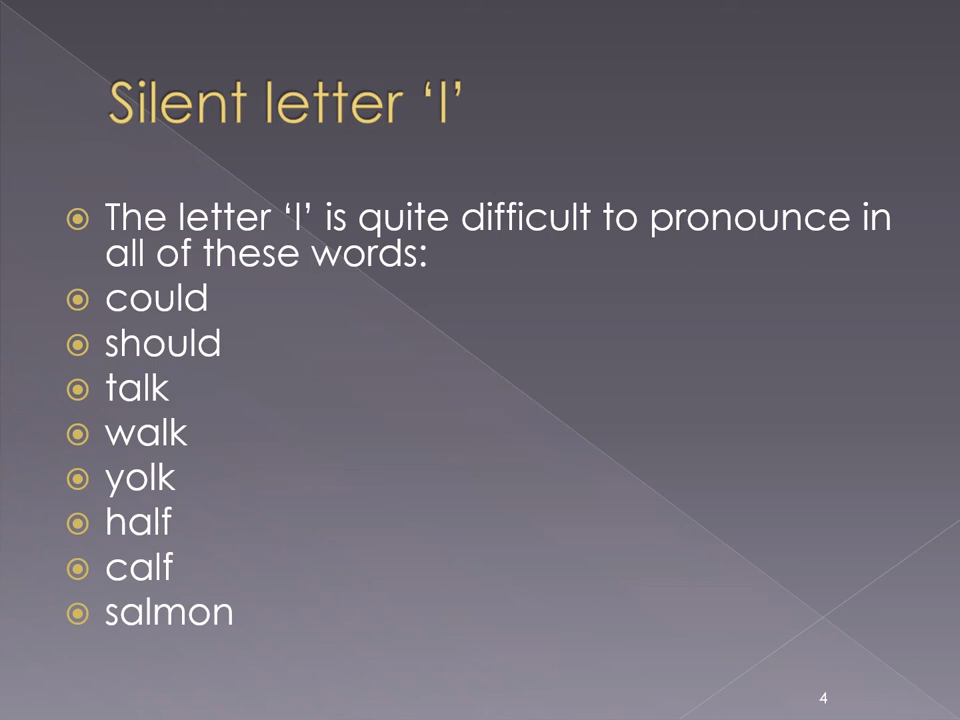 Silent letter ‘l’
The letter ‘l’ is quite difficult to pronounce in
all of these words:
could
should
talk
walk
yolk
half
calf
salmon
4